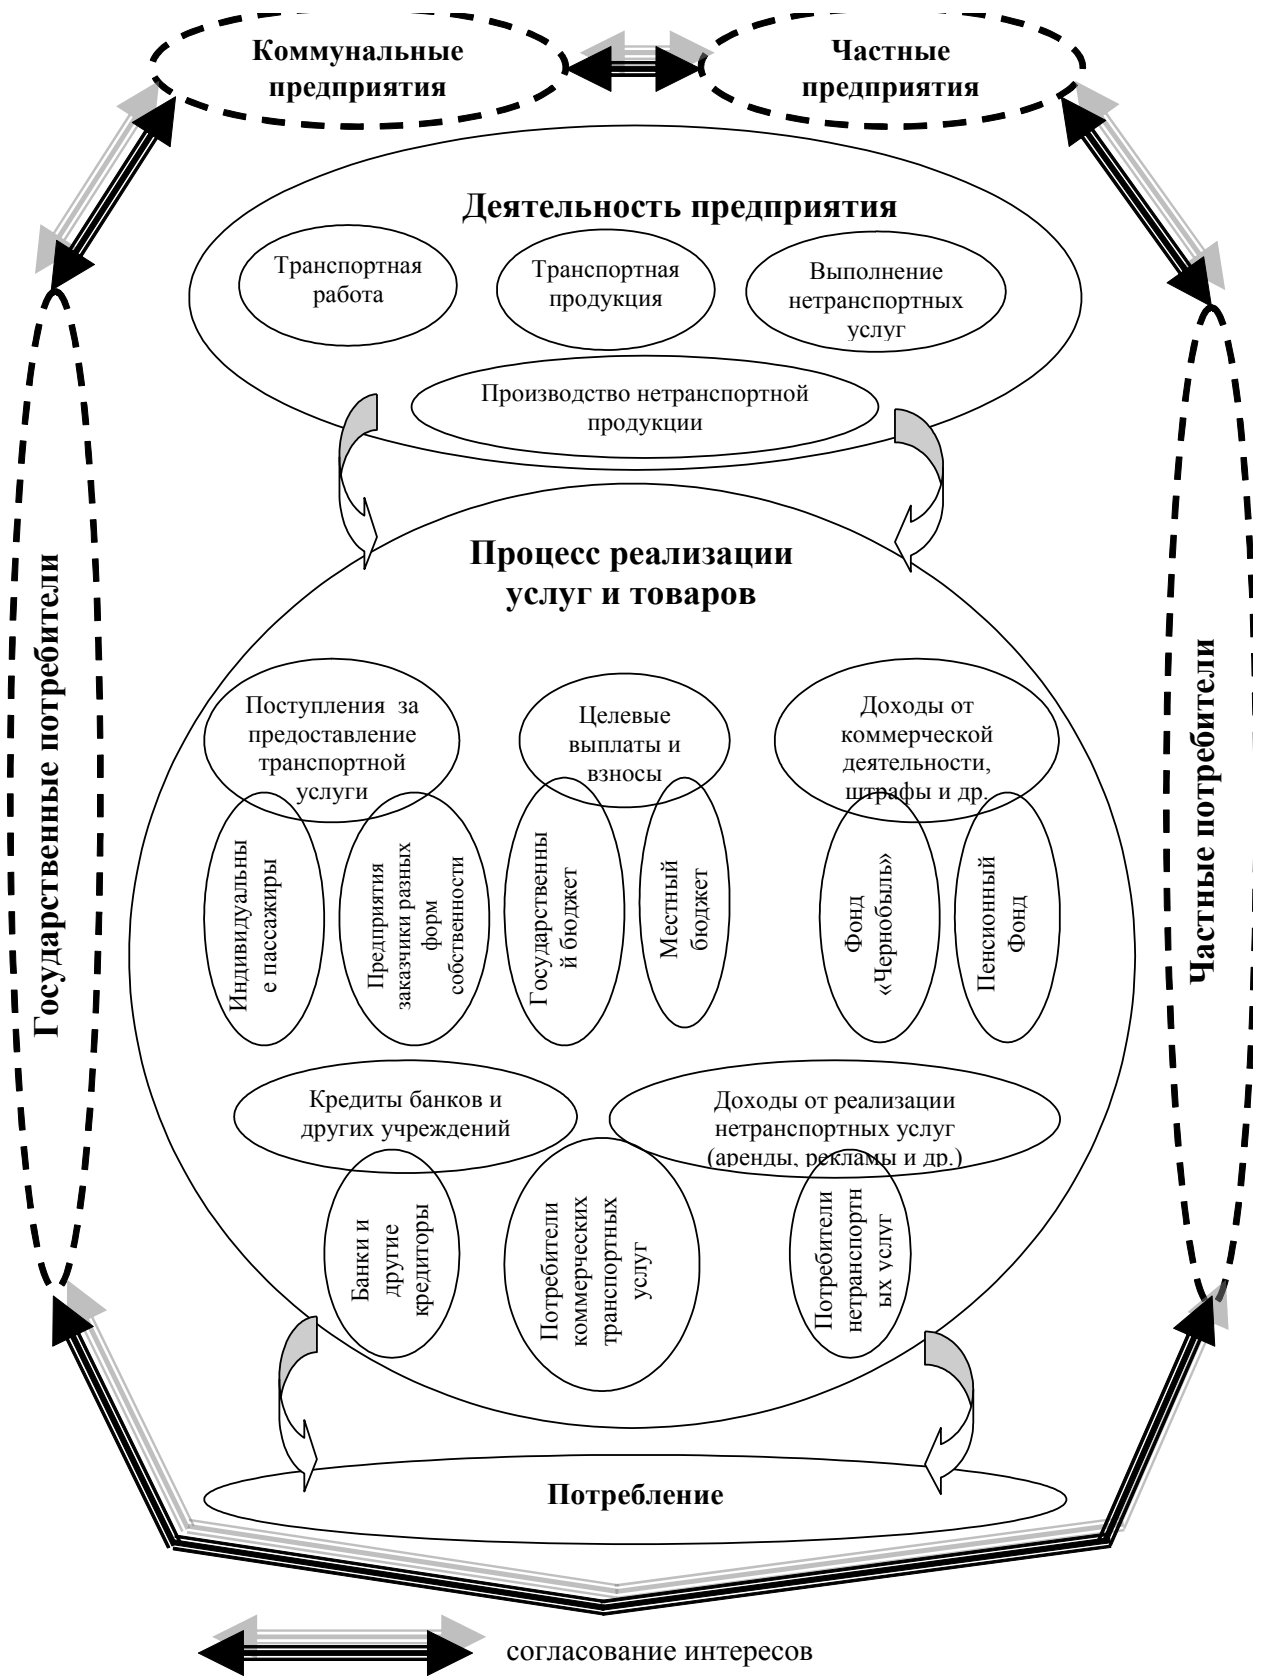 Коммунальные
предприятия
Частные
предприятия
Деятельность предприятия
Транспортная
работа
Транспортная
продукция
Выполнение
нетранспортных
услуг
Производство нетранспортной
продукции
Государственные потребители
Частные потребители
Процесс реализации
услуг и товаров
Поступления за
предоставление
транспортной
услуги
Целевые
выплаты и
взносы
Доходы от
коммерческой
деятельности,
штрафы и др.
Индивидуальны
е пассажиры
Предприятия
заказчики разных
форм
собственности
Государственны
й бюджет
Местный
бюджет
Фонд
«Чернобыль»
Пенсионный
Фонд
Кредиты банков и
других учреждений
Доходы от реализации
нетранспортных услуг
(аренды, рекламы и др.)
Банки и
другие
кредиторы
Потребители
коммерческих
транспортных
услуг
Потребители
нетранспортн
ых услуг
Потребление
согласование интересов